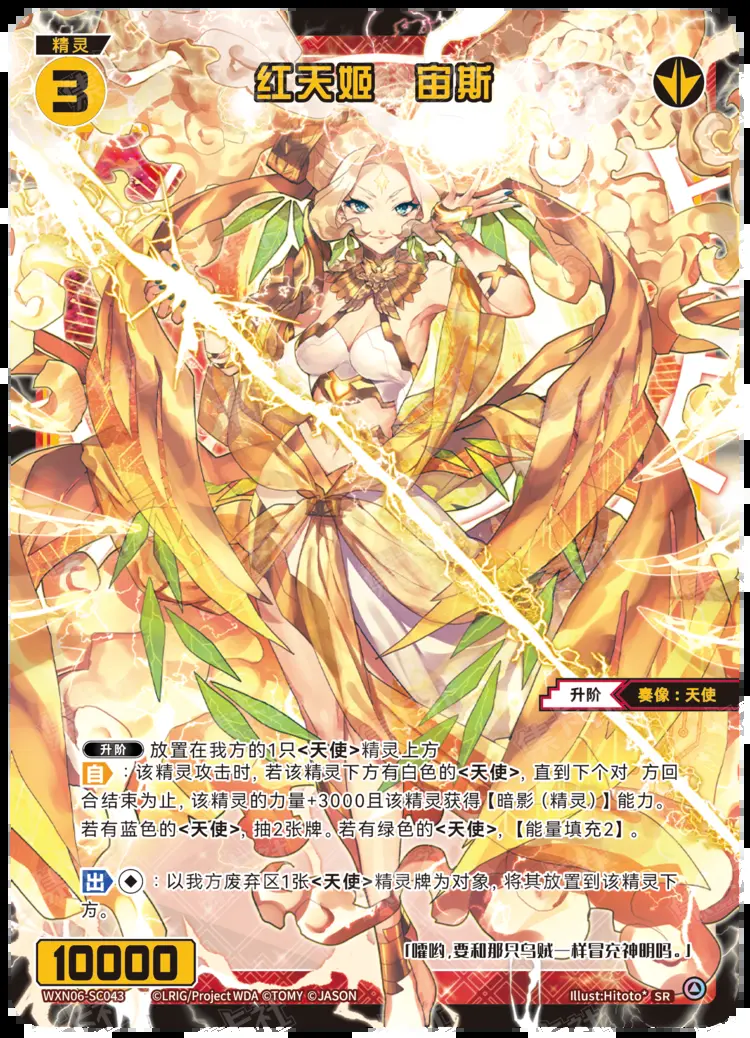 精灵
3
红天姬 宙斯
升阶 奏像:天使
升阶 放置在我方的1只<天使>精灵上方
自 :该精灵攻击时, 若该精灵下方有白色的<天使>, 直到下个对 方回
合结束为止, 该精灵的力量+3000且该精灵获得【暗影 (精灵)】能力。
若有蓝色的<天使>, 抽2张牌。若有绿色的<天使>, 【能量填充2】。
出 :以我方废弃区1张<天使>精灵牌为对象, 将其放置到该精灵下
方。
「嚯哟,要和那只乌贼一样冒充神明吗。」
10000
WXN06-SC043 ©LRIG/Project WDA ©TOMY ©JASON Illust:Hitoto* SR